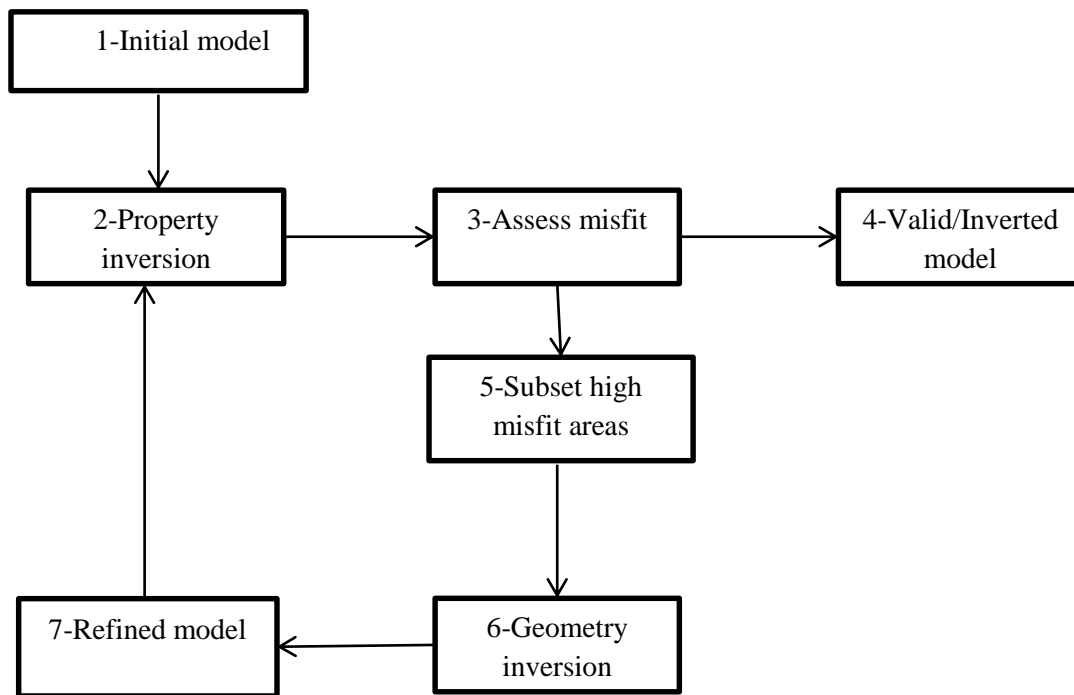 1-Initial model
2-Property
inversion
3-Assess misfit
4-Valid/Inverted
model
5-Subset high
misfit areas
6-Geometry
inversion
7-Refined model